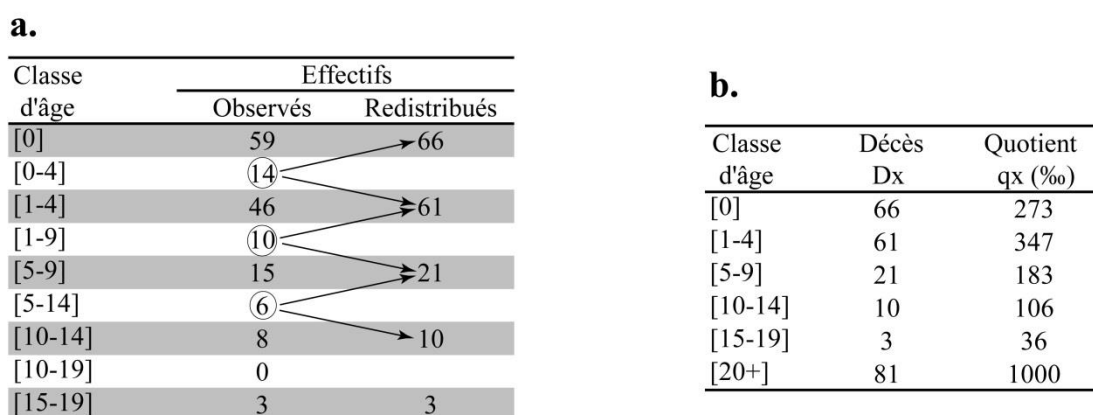 a.
Classe Effectifs
d'âge Observés Redistribués
[0] 59 66
[0-4] 14
[1-4] 46 61
[1-9] 10
[5-9] 15 21
[5-14] 6
[10-14] 8 10
[10-19] 0
[15-19] 3 3
b.
Classe Décès Quotient
d'âge Dx qx (‰)
[0] 66 273
[1-4] 61 347
[5-9] 21 183
[10-14] 10 106
[15-19] 3 36
[20+] 81 1000